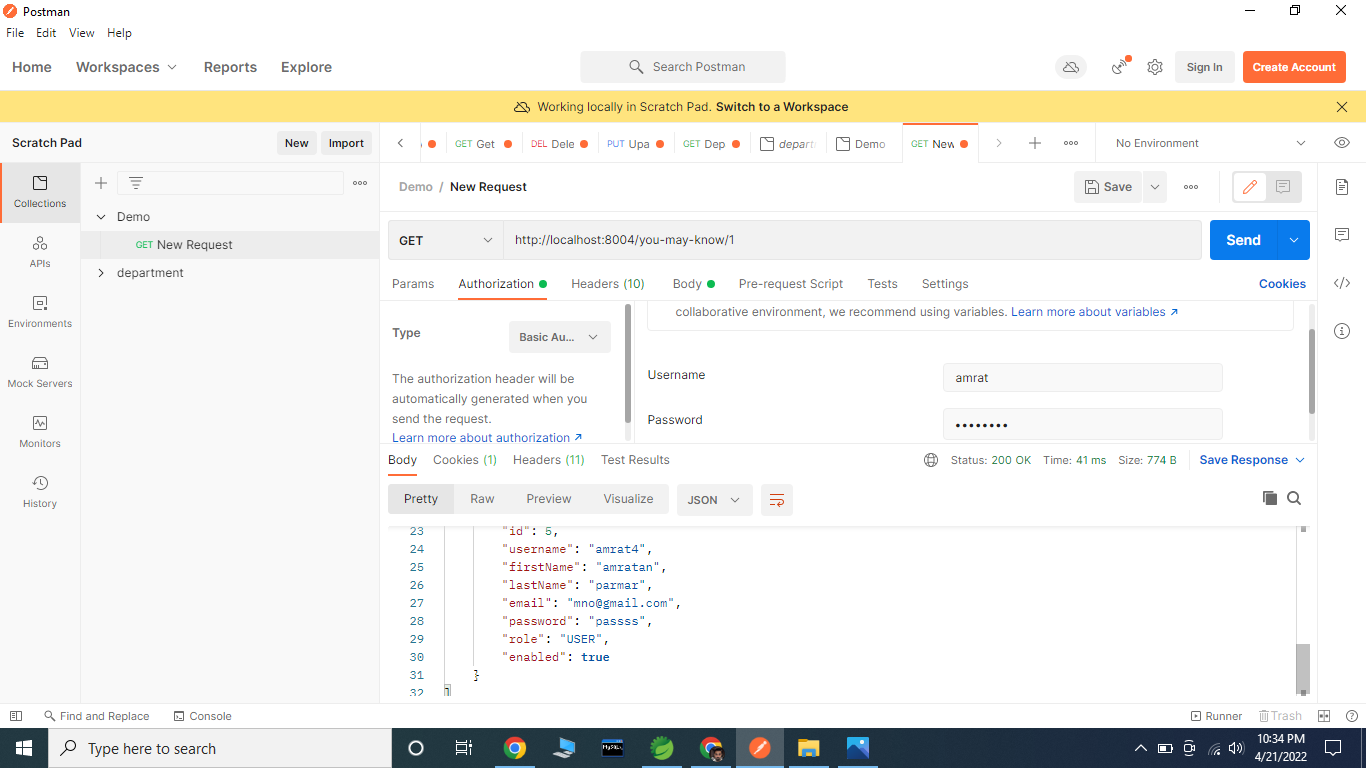 Postman
File Edit View Help
Home Workspaces Reports Explore Search Postman Sign In Create Account
Working locally in Scratch Pad. Switch to a Workspace
Scratch Pad New Import
GET Get DEL Dele PUT Upa GET Dep depart Demo GET New No Environment
Collections
APIs
Environments
Mock Servers
Monitors
History
Demo
GET New Request
department
Demo / New Request Save
GET http://localhost:8004/you-may-know/1 Send
Params Authorization Headers (10) Body Pre-request Script Tests Settings Cookies
Type Basic Au...
The authorization header will be
automatically generated when you
send the request.
Learn more about authorization
collaborative environment, we recommend using variables. Learn more about variables
Username amrat
Password ••••••••
Body Cookies (1) Headers (11) Test Results Status: 200 OK Time: 41 ms Size: 774 B Save Response
Pretty Raw Preview Visualize JSON
23 "id": 5,
24 "username": "amrat4",
25 "firstName": "amratan",
26 "lastName": "parmar",
27 "email": "mno@gmail.com",
28 "password": "passss",
29 "role": "USER",
30 "enabled": true
31 }
32 ]
Find and Replace Console Runner Trash
Type here to search MySQL 10:34 PM
4/21/2022